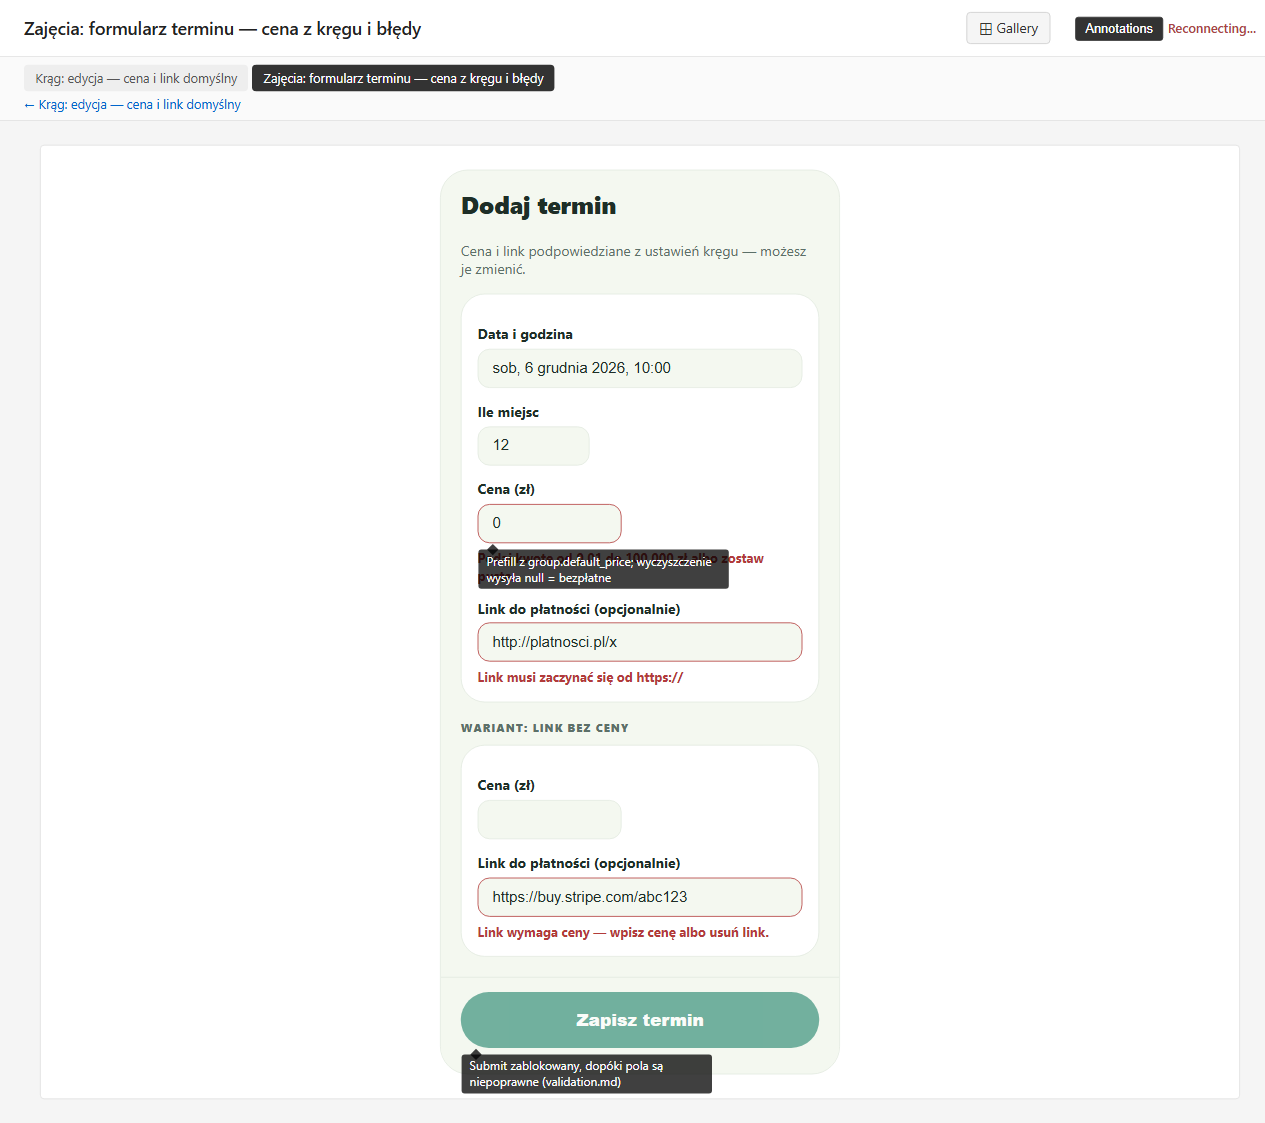 Zajęcia: formularz terminu — cena z kręgu i błędy
Gallery
Annotations
Reconnecting...
Krąg: edycja — cena i link domyślny
Zajęcia: formularz terminu — cena z kręgu i błędy
← Krąg: edycja — cena i link domyślny
Dodaj termin
Cena i link podpowiedziane z ustawień kręgu — możesz
je zmienić.
Data i godzina
sob, 6 grudnia 2026, 10:00
Ile miejsc
12
Cena (zł)
0
zostaw
Prefill z group.default_price; wyczyszczenie
wysyła null = bezpłatne
Link do płatności (opcjonalnie)
http://platnosci.pl/x
Link musi zaczynać się od https://
WARIANT: LINK BEZ CENY
Cena (zł)
Link do płatności (opcjonalnie)
https://buy.stripe.com/abc123
Link wymaga ceny — wpisz cenę albo usuń link.
Zapisz termin
Submit zablokowany, dopóki pola są
niepoprawne (validation.md)